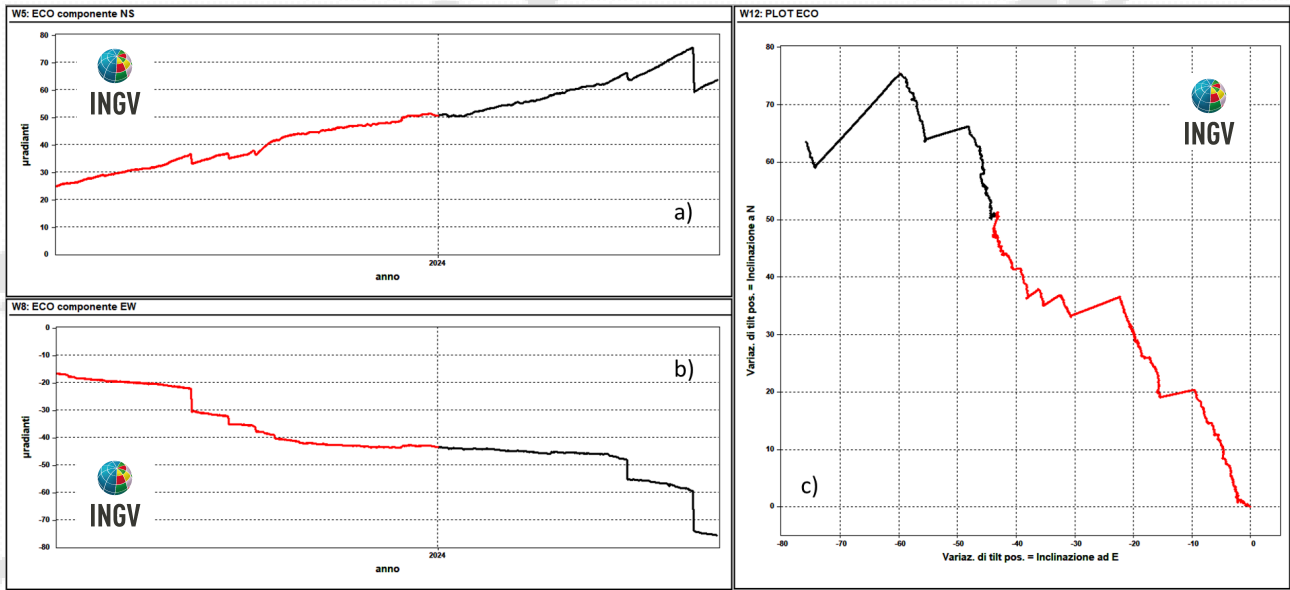 W5: ECO componente NS
80
70
60
50
40
30
20
10
0
µradianti
INGV
a)
2024
anno
W8: ECO componente EW
0
-10
-20
-30
-40
-50
-60
-70
-80
µradianti
INGV
b)
2024
anno
W12: PLOT ECO
80
70
60
50
40
30
20
10
0
Variaz. di tilt pos. = Inclinazione a N
INGV
c)
-80 -70 -60 -50 -40 -30 -20 -10 0
Variaz. di tilt pos. = Inclinazione ad E